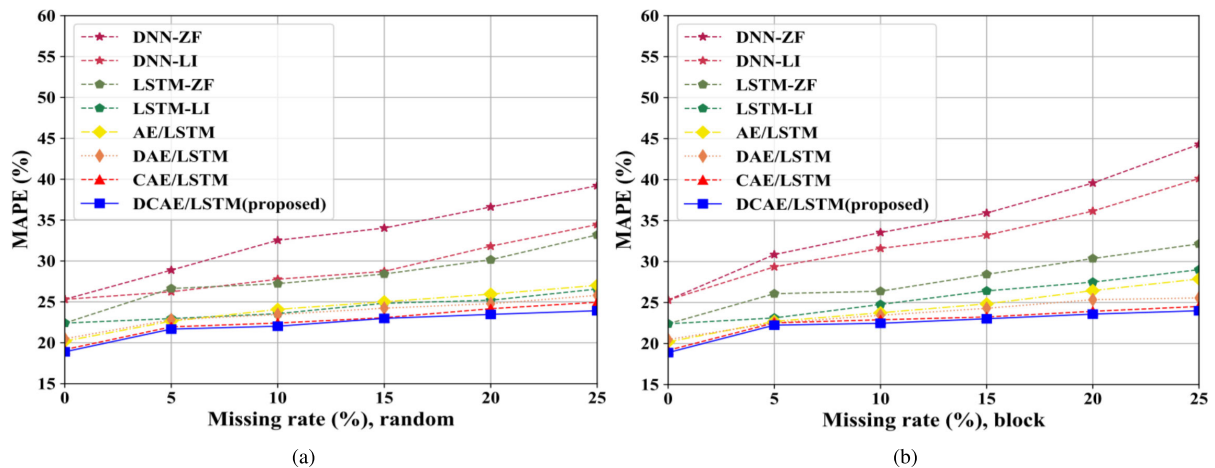 60
55
50
45
40
35
30
25
20
15
MAPE (%)
DNN-ZF
DNN-LI
LSTM-ZF
LSTM-LI
AE/LSTM
DAE/LSTM
CAE/LSTM
DCAE/LSTM(proposed)
0 5 10 15 20 25
Missing rate (%), random
(a)
60
55
50
45
40
35
30
25
20
15
MAPE (%)
DNN-ZF
DNN-LI
LSTM-ZF
LSTM-LI
AE/LSTM
DAE/LSTM
CAE/LSTM
DCAE/LSTM(proposed)
0 5 10 15 20 25
Missing rate (%), block
(b)